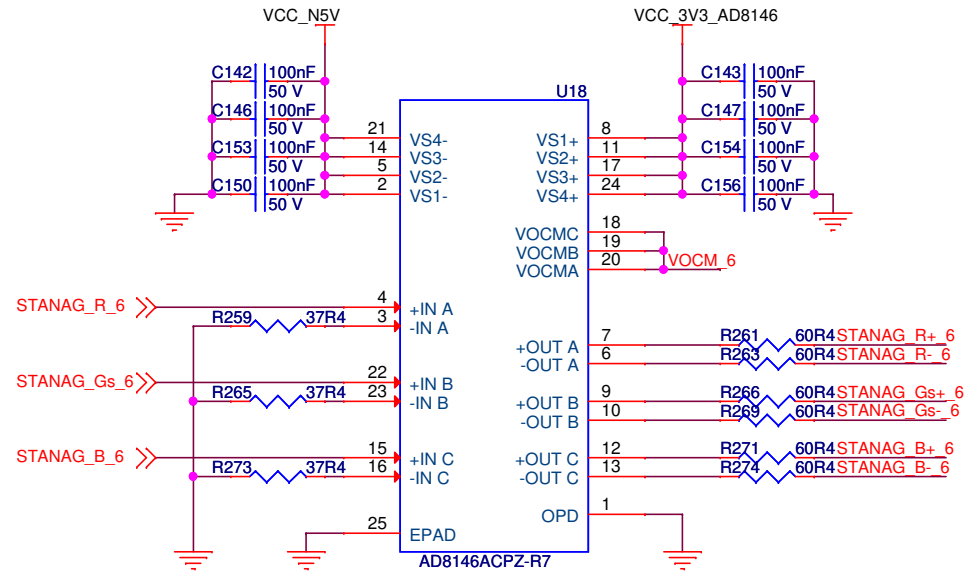 VCC_N5V
VCC_3V3_AD8146
C142 100nF
50 V
C146 100nF
50 V
C153 100nF
50 V
C150 100nF
50 V
C143 100nF
50 V
C147 100nF
50 V
C154 100nF
50 V
C156 100nF
50 V
U18
21 VS4-
14 VS3-
5 VS2-
2 VS1-
VS1+ 8
VS2+ 11
VS3+ 17
VS4+ 24
VOCMC 18
VOCMB 19
VOCMA 20
VOCM_6
STANAG_R_6
4 +IN A
R259 37R4 3 -IN A
STANAG_Gs_6
22 +IN B
R265 37R4 23 -IN B
STANAG_B_6
15 +IN C
R273 37R4 16 -IN C
+OUT A 7 R261 60R4 STANAG_R+_6
-OUT A 6 R263 60R4 STANAG_R-_6
+OUT B 9 R266 60R4 STANAG_Gs+_6
-OUT B 10 R269 60R4 STANAG_Gs-_6
+OUT C 12 R271 60R4 STANAG_B+_6
-OUT C 13 R274 60R4 STANAG_B-_6
OPD 1
25 EPAD
AD8146ACPZ-R7